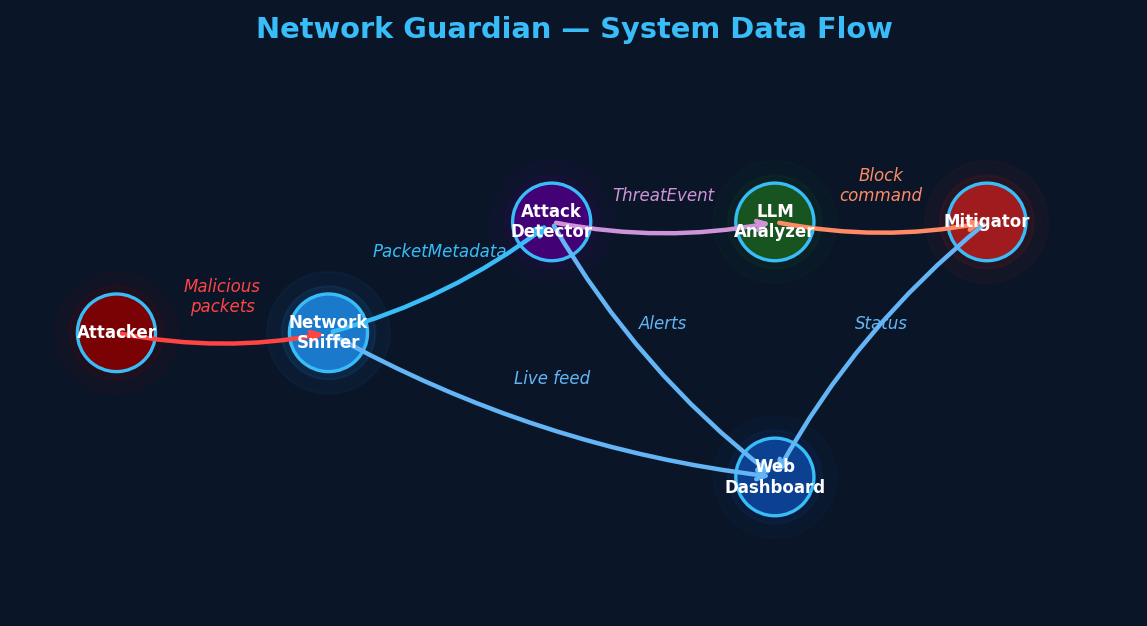 Network Guardian — System Data Flow
Block
command
ThreatEvent
Attack
Detector
LLM
Analyzer
Mitigator
PacketMetadata
Malicious
packets
Attacker
Network
Sniffer
Alerts
Status
Live feed
Web
Dashboard